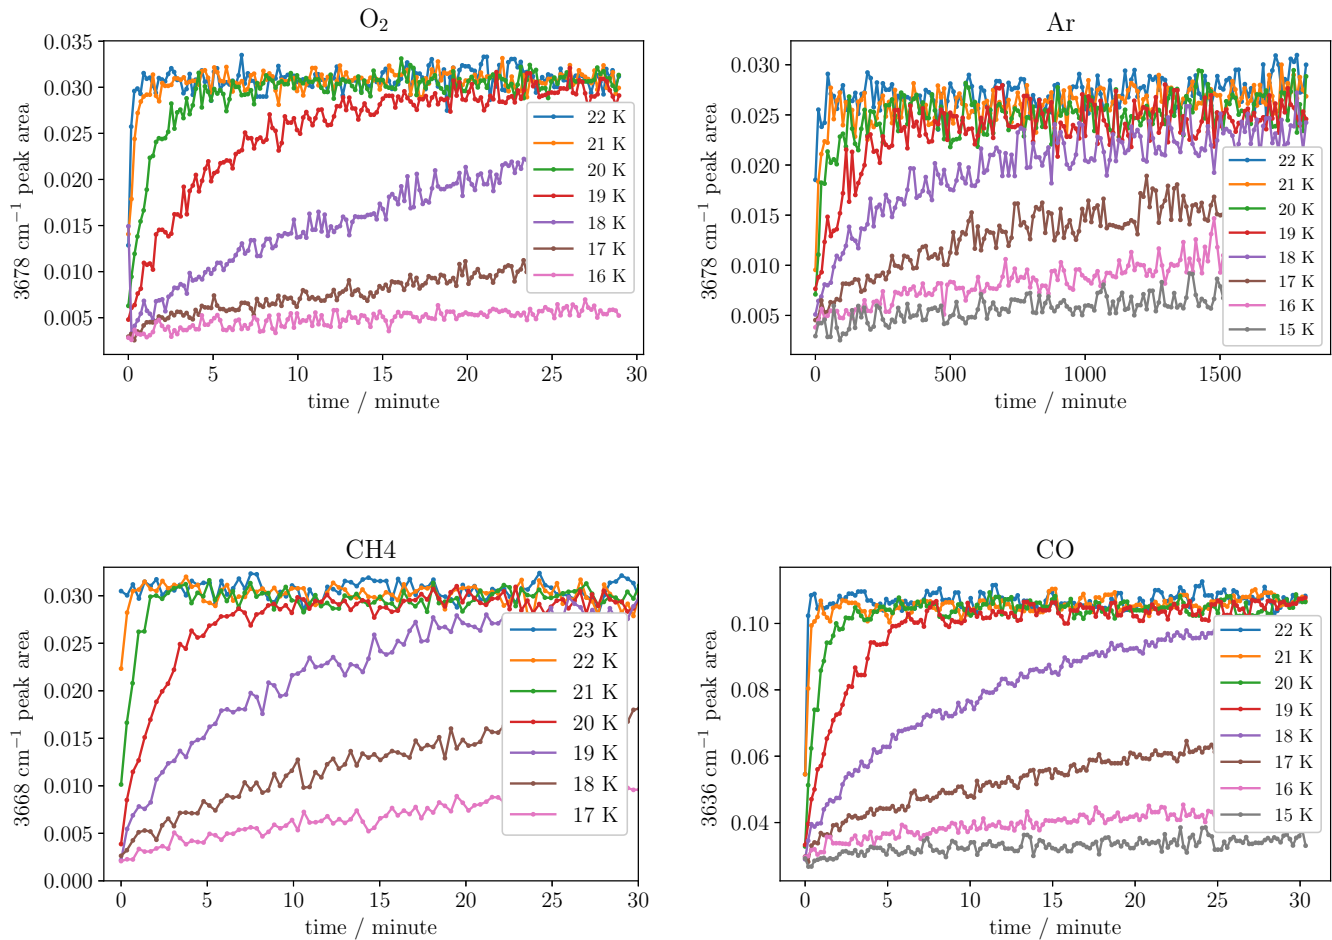 O₂
3678 cm⁻¹ peak area
0.035
0.030
0.025
0.020
0.015
0.010
0.005
22 K
21 K
20 K
19 K
18 K
17 K
16 K
0 5 10 15 20 25 30
time / minute
Ar
3678 cm⁻¹ peak area
0.030
0.025
0.020
0.015
0.010
0.005
22 K
21 K
20 K
19 K
18 K
17 K
16 K
15 K
0 500 1000 1500
time / minute
CH4
3668 cm⁻¹ peak area
0.030
0.025
0.020
0.015
0.010
0.005
0.000
23 K
22 K
21 K
20 K
19 K
18 K
17 K
0 5 10 15 20 25 30
time / minute
CO
3636 cm⁻¹ peak area
0.10
0.08
0.06
0.04
22 K
21 K
20 K
19 K
18 K
17 K
16 K
15 K
0 5 10 15 20 25 30
time / minute